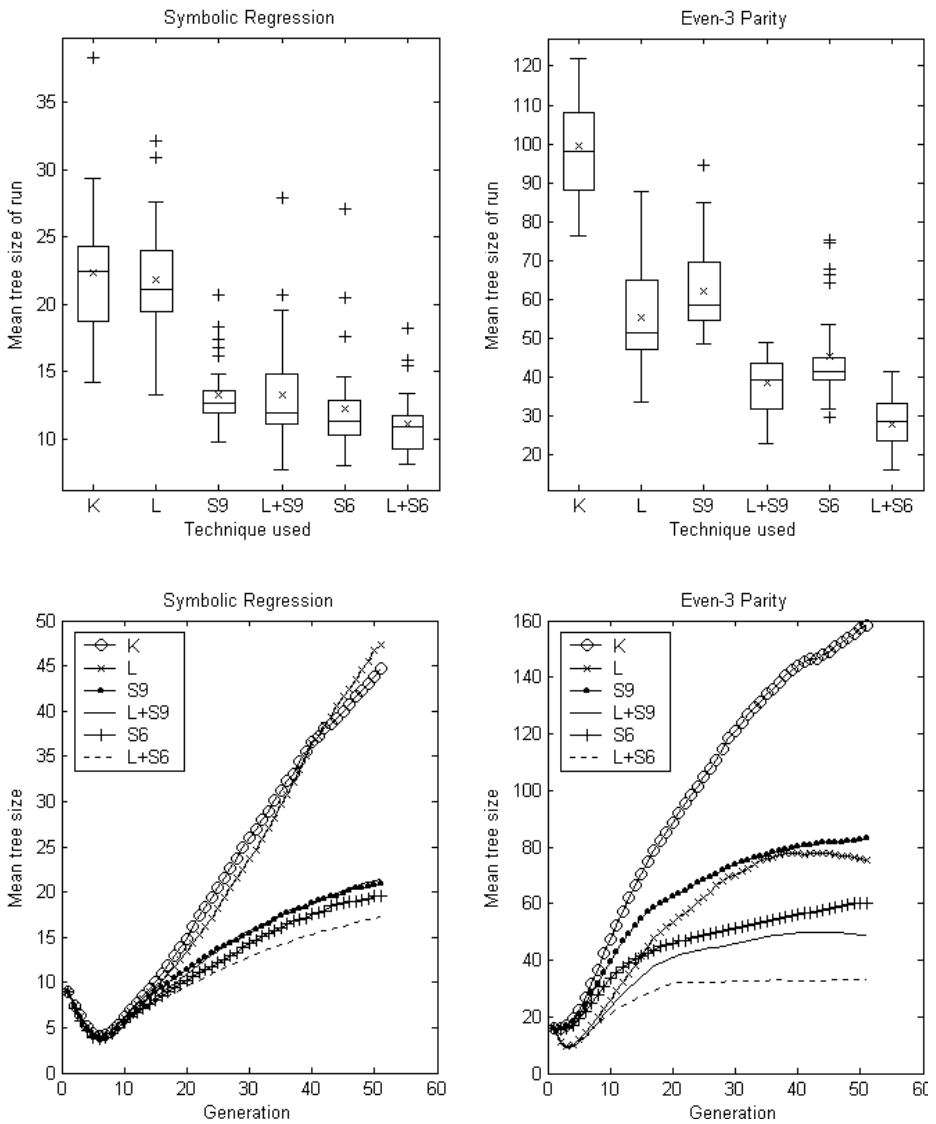 Symbolic Regression
Mean tree size of run
35
30
25
20
15
10
K L S9 L+S9 S6 L+S6
Technique used
Even-3 Parity
Mean tree size of run
120
110
100
90
80
70
60
50
40
30
20
K L S9 L+S9 S6 L+S6
Technique used
Symbolic Regression
Mean tree size
50
45
40
35
30
25
20
15
10
5
0
K
L
S9
L+S9
S6
L+S6
0 10 20 30 40 50 60
Generation
Even-3 Parity
Mean tree size
160
140
120
100
80
60
40
20
0
K
L
S9
L+S9
S6
L+S6
0 10 20 30 40 50 60
Generation